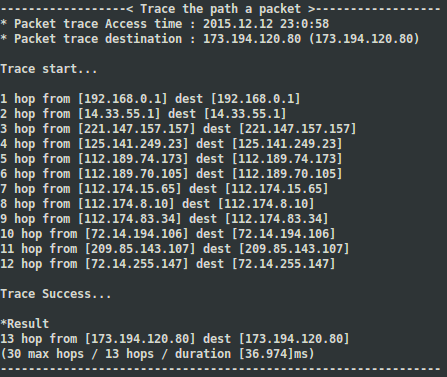 ------------------< Trace the path a packet >------------------
* Packet trace Access time : 2015.12.12 23:0:58
* Packet trace destination : 173.194.120.80 (173.194.120.80)
Trace start...
1 hop from [192.168.0.1] dest [192.168.0.1]
2 hop from [14.33.55.1] dest [14.33.55.1]
3 hop from [221.147.157.157] dest [221.147.157.157]
4 hop from [125.141.249.23] dest [125.141.249.23]
5 hop from [112.189.74.173] dest [112.189.74.173]
6 hop from [112.189.70.105] dest [112.189.70.105]
7 hop from [112.174.15.65] dest [112.174.15.65]
8 hop from [112.174.8.10] dest [112.174.8.10]
9 hop from [112.174.83.34] dest [112.174.83.34]
10 hop from [72.14.194.106] dest [72.14.194.106]
11 hop from [209.85.143.107] dest [209.85.143.107]
12 hop from [72.14.255.147] dest [72.14.255.147]
Trace Success...
*Result
13 hop from [173.194.120.80] dest [173.194.120.80]
(30 max hops / 13 hops / duration [36.974]ms)
---------------------------------------------------------------